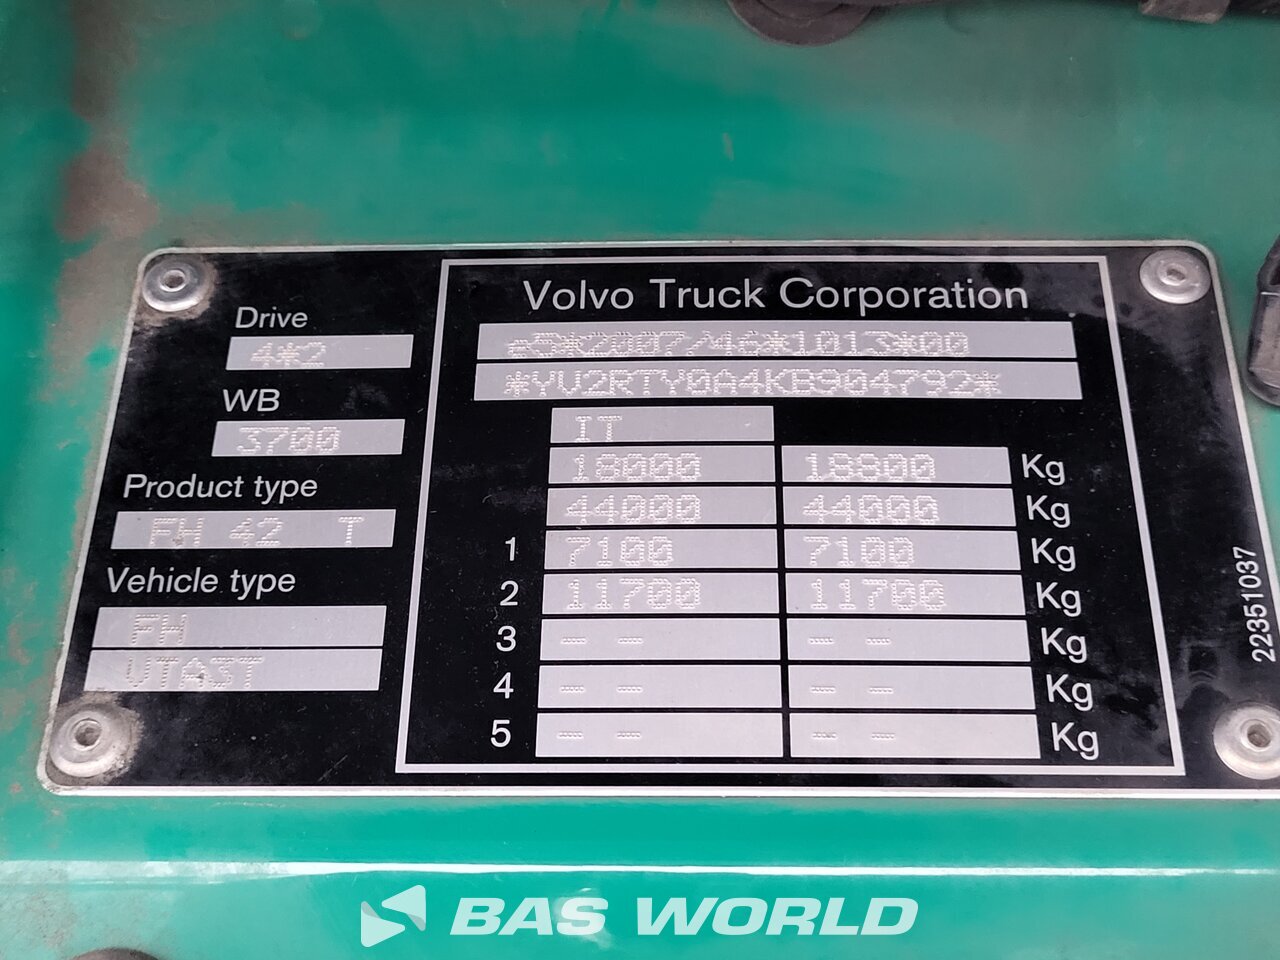 Volvo Truck Corporation
Drive
4*2
e5*2007/46*1013*00
*YV2RTY0A4KB904792*
WB
3700
IT
18000 18800 Kg
44000 44000 Kg
Product type
FH 42 T
1 7100 7100 Kg
2 11700 11700 Kg
Vehicle type
FH
VTA3T
3 --- -- --- -- Kg
4 --- -- --- -- Kg
5 --- -- --- -- Kg
22351037
BAS WORLD